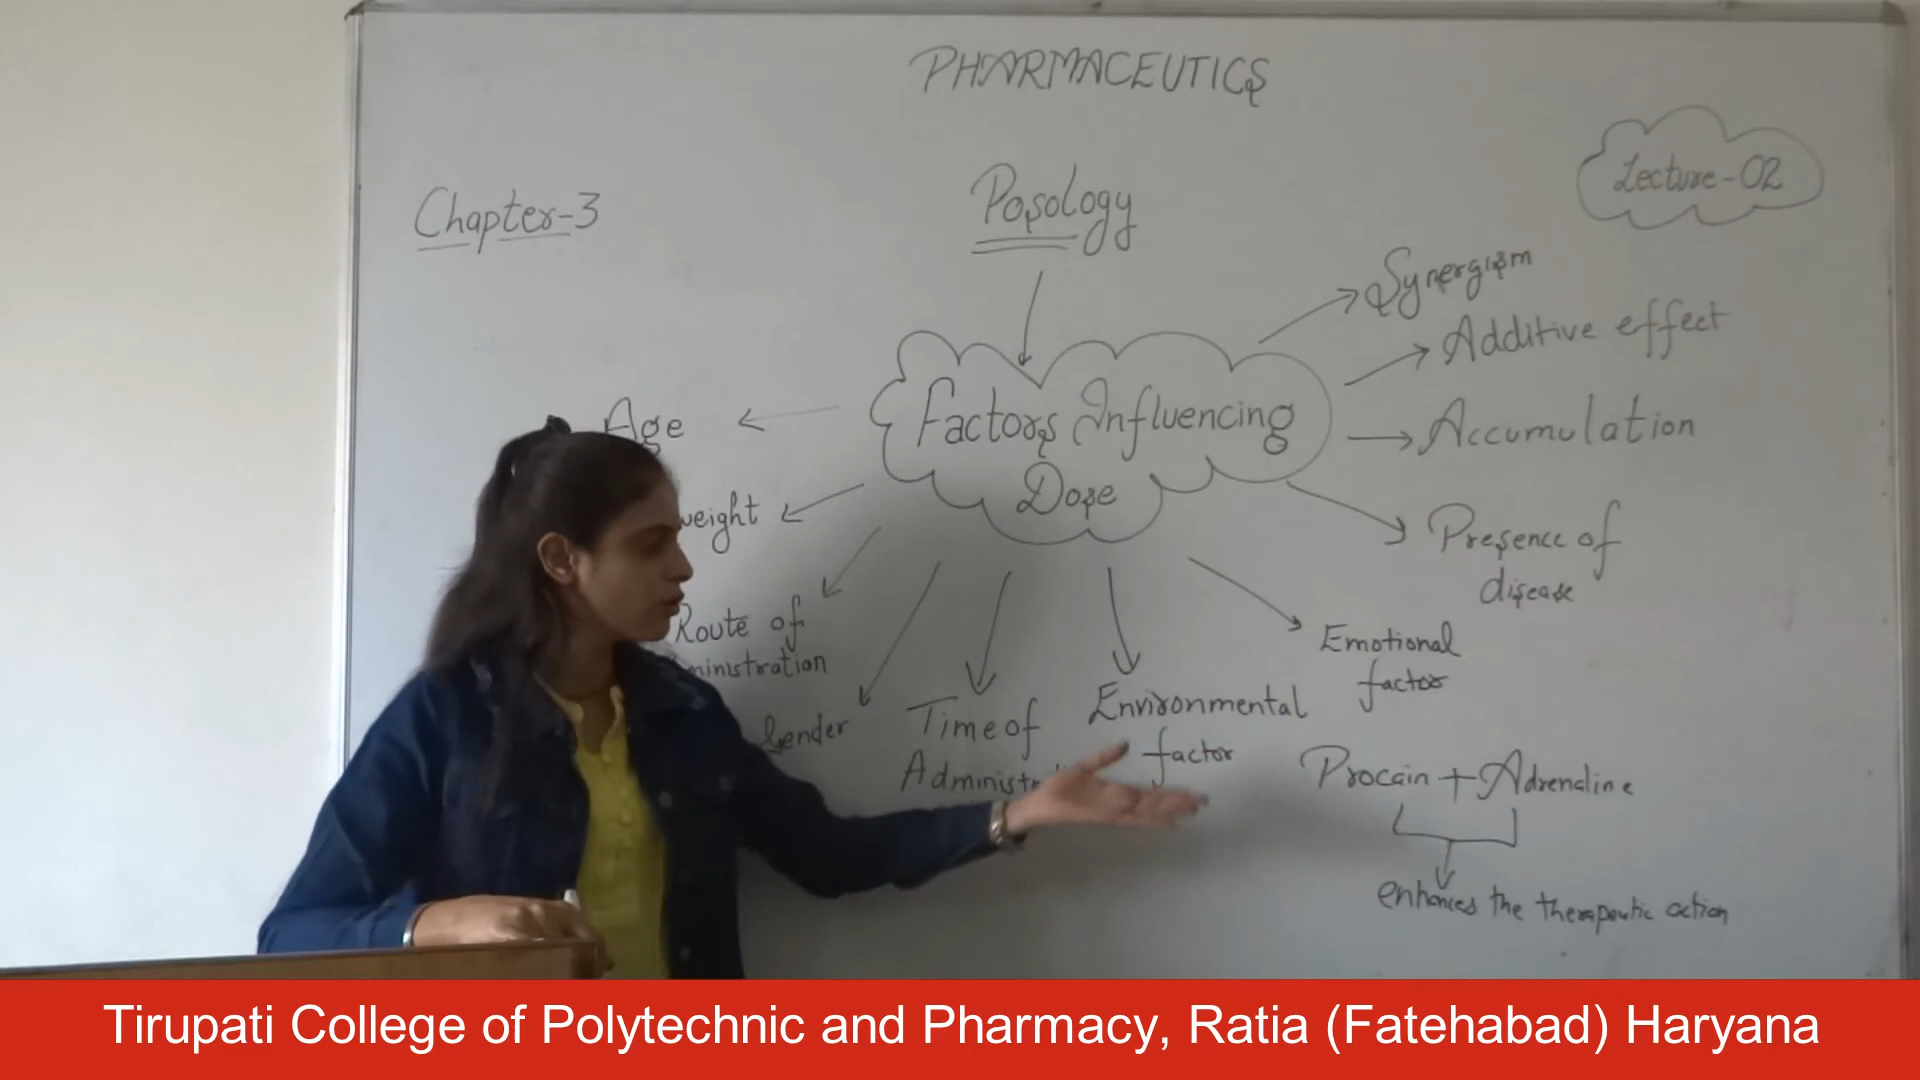 PHARMACEUTICS
Lecture-02
Chapter-3
Posology
Synergism
Additive effect
Accumulation
Factors Influencing
Dose
Age
weight
Presence of
disease
Route of
ministration
Emotional
factor
Gender
Time of
Administ
Environmental
factor
Procain + Adrenaline
enhances the therapeutic action
Tirupati College of Polytechnic and Pharmacy, Ratia (Fatehabad) Haryana